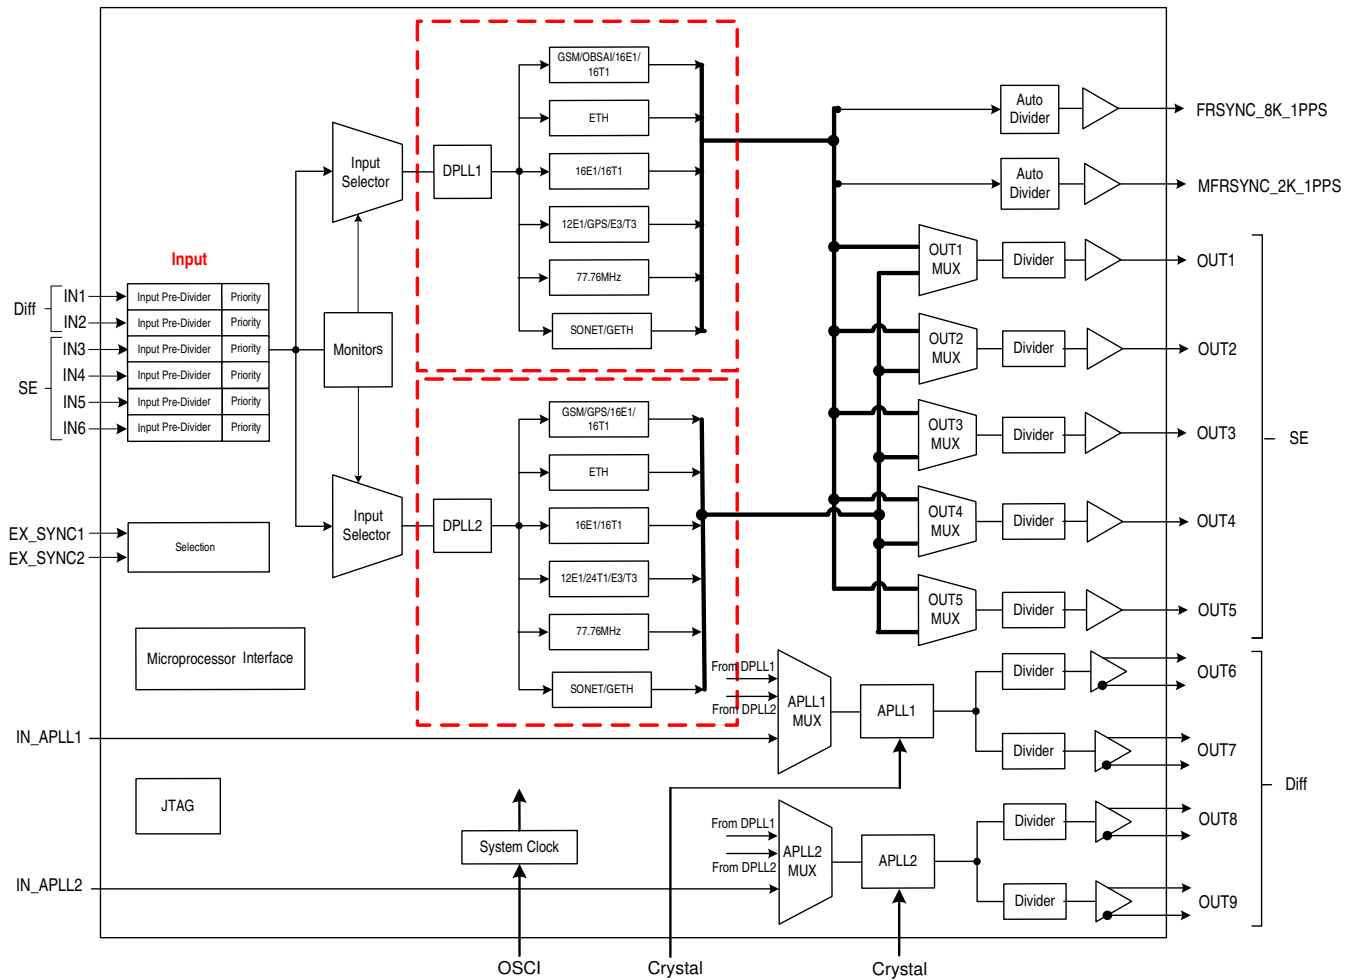 GSM/OBSAI/16E1/
16T1
ETH
16E1/16T1
12E1/GPS/E3/T3
77.76MHz
SONET/GETH
Input
Selector
DPLL1
Auto
Divider
FRSYNC_8K_1PPS
Auto
Divider
MFRSYNC_2K_1PPS
Input
Diff
IN1
Input Pre-Divider
Priority
IN2
Input Pre-Divider
Priority
SE
IN3
Input Pre-Divider
Priority
IN4
Input Pre-Divider
Priority
IN5
Input Pre-Divider
Priority
IN6
Input Pre-Divider
Priority
Monitors
OUT1
MUX
Divider
OUT1
OUT2
MUX
Divider
OUT2
OUT3
MUX
Divider
OUT3
SE
OUT4
MUX
Divider
OUT4
OUT5
MUX
Divider
OUT5
GSM/GPS/16E1/
16T1
ETH
16E1/16T1
12E1/24T1/E3/T3
77.76MHz
SONET/GETH
Input
Selector
DPLL2
EX_SYNC1
EX_SYNC2
Selection
Microprocessor Interface
From DPLL1
From DPLL2
APLL1
MUX
APLL1
Divider
OUT6
Divider
OUT7
IN_APLL1
Diff
JTAG
System Clock
From DPLL1
From DPLL2
APLL2
MUX
APLL2
Divider
OUT8
Divider
OUT9
IN_APLL2
OSCI
Crystal
Crystal